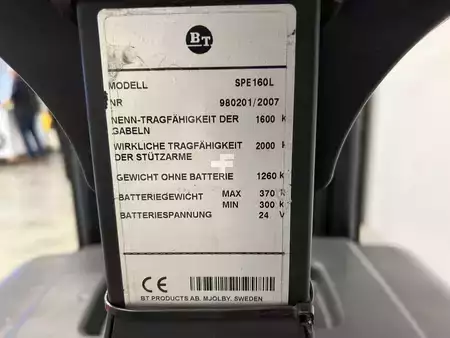 BT
MODELL SPE160L
NR 980201/2007
NENN-TRAGFÄHIGKEIT DER
GABELN 1600 K
WIRKLICHE TRAGFÄHIGKEIT
DER STÜTZARME 2000
GEWICHT OHNE BATTERIE 1260 k
BATTERIEGEWICHT MAX 370
MIN 300 k
BATTERIESPANNUNG 24 V
CE
BT PRODUCTS AB. MJÖLBY. SWEDEN